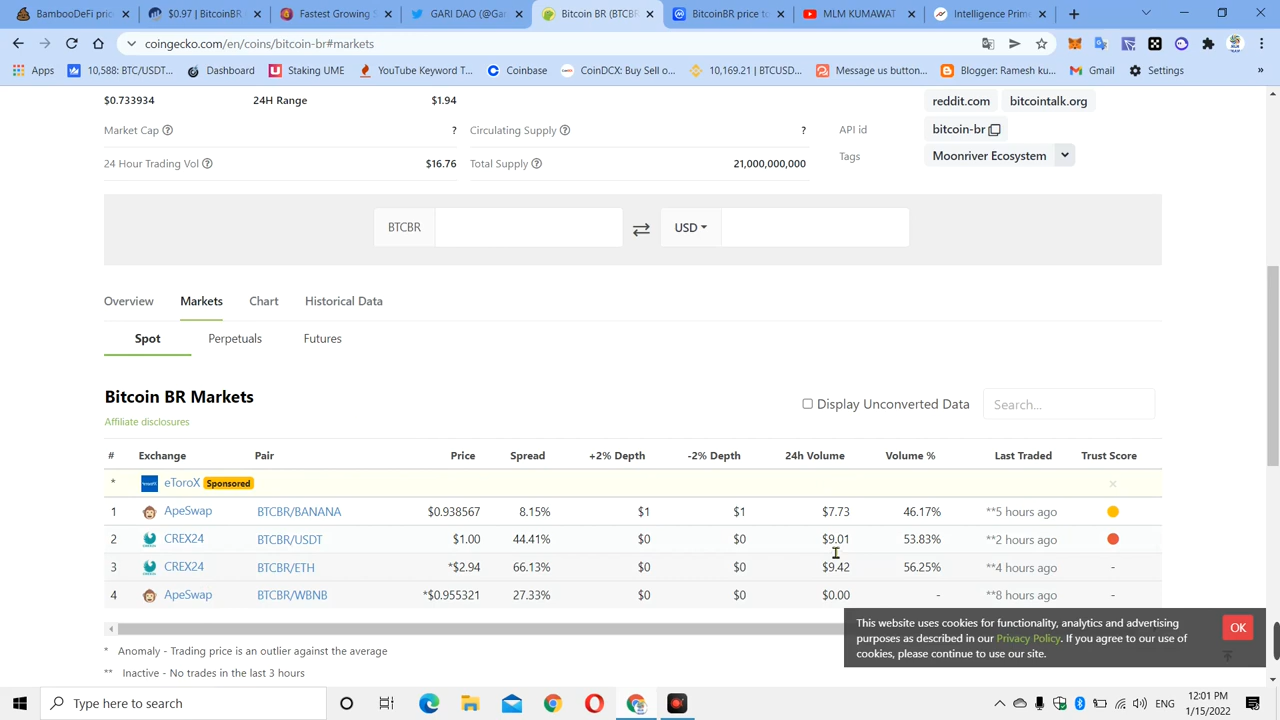 BambooDeFi pric
$0.97 | Bitcoin BR
Fastest Growing S
GARI DAO (@Gar
Bitcoin BR (BTCB
BitcoinBR price to
MLM KUMAWAT
Intelligenz Prime
coingecko.com/en/coins/bitcoin-br#markets
Apps
10,588: BTC/USDT...
Dashboard
Staking UME
YouTube Keyword T...
Coinbase
CoinDCX: Buy Sel o...
10,169.21 | BTCUSD...
Message us button...
Blogger: Ramesh ku...
Gmail
Settings
»
$0.733934 24H Range $1.94
reddit.com bitcointalk.org
Market Cap ? Circulating Supply ?
API id bitcoin-br
24 Hour Trading Vol $16.76 Total Supply 21,000,000,000
Tags Moonriver Ecosystem
BTCBR USD
Overview Markets Chart Historical Data
Spot Perpetuals Futures
Bitcoin BR Markets
Display Unconverted Data Search...
Affiliate disclosures
# Exchange Pair Price Spread +2% Depth -2% Depth 24h Volume Volume % Last Traded Trust Score
* eToroX Sponsored
1 ApeSwap BTCBR/BANANA $0.938567 8.15% $1 $1 $7.73 46.17% **5 hours ago
2 CREX24 BTCBR/USDT $1.00 44.41% $0 $0 $9.01 53.83% **2 hours ago
3 CREX24 BTCBR/ETH *$2.94 66.13% $0 $0 $9.42 56.25% **4 hours ago -
4 ApeSwap BTCBR/WBNB *$0.955321 27.33% $0 $0 $0.00 - **8 hours ago -
This website uses cookies for functionality, analytics and advertising
purposes as described in our Privacy Policy. If you agree to our use of
cookies, please continue to use our site.
OK
* Anomaly - Trading price is an outlier against the average
** Inactive - No trades in the last 3 hours
Type here to search
ENG
12:01 PM
1/15/2022